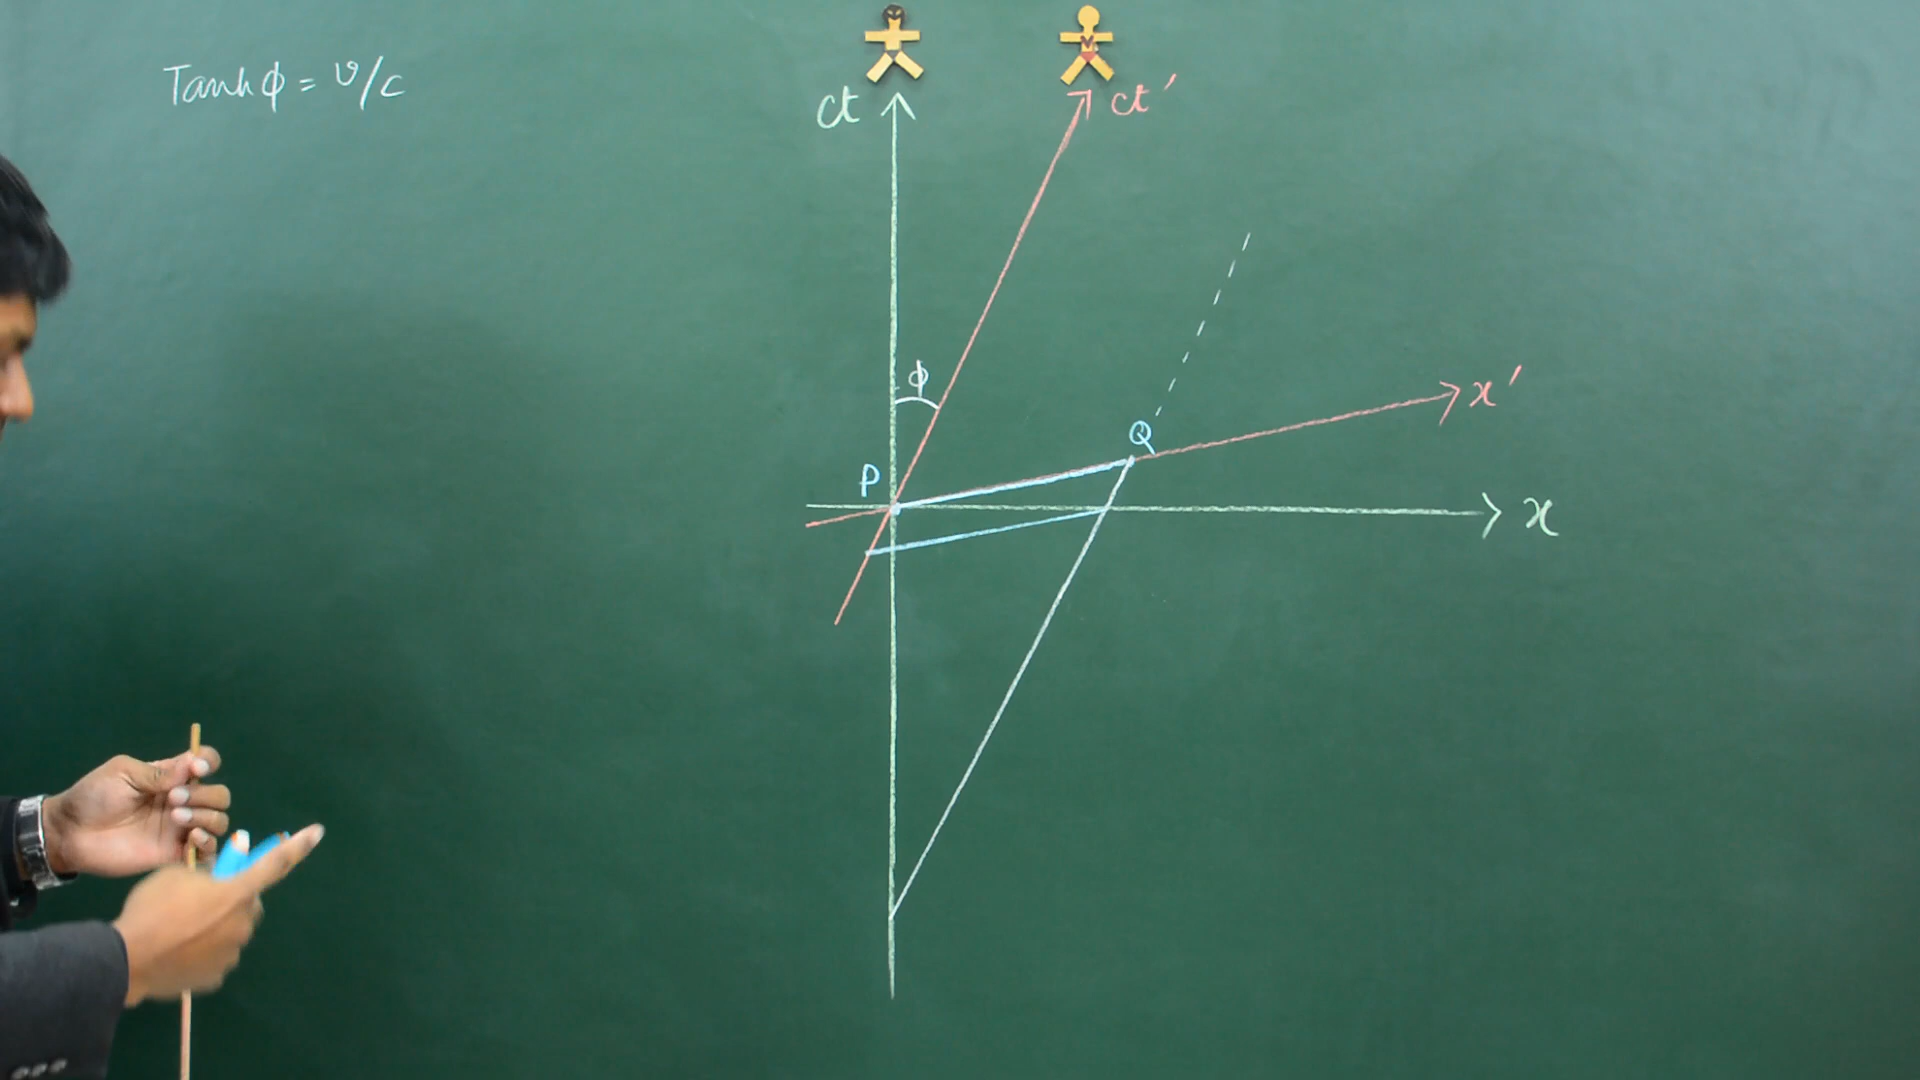 Tanh ϕ = v/c
ct
ct′
ϕ
x′
Q
P
x